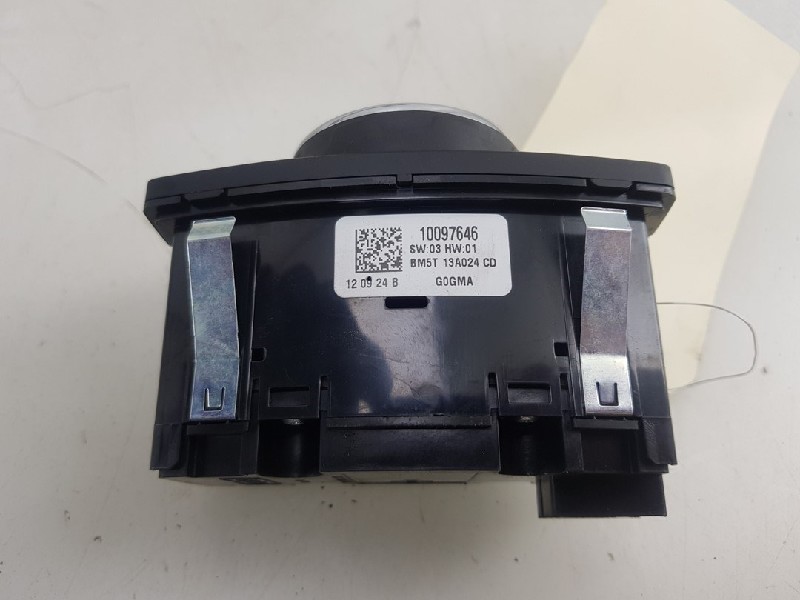 10097646
SW:03 HW:01
BM5T 13A024 CD
12 09 24 B G0GMA